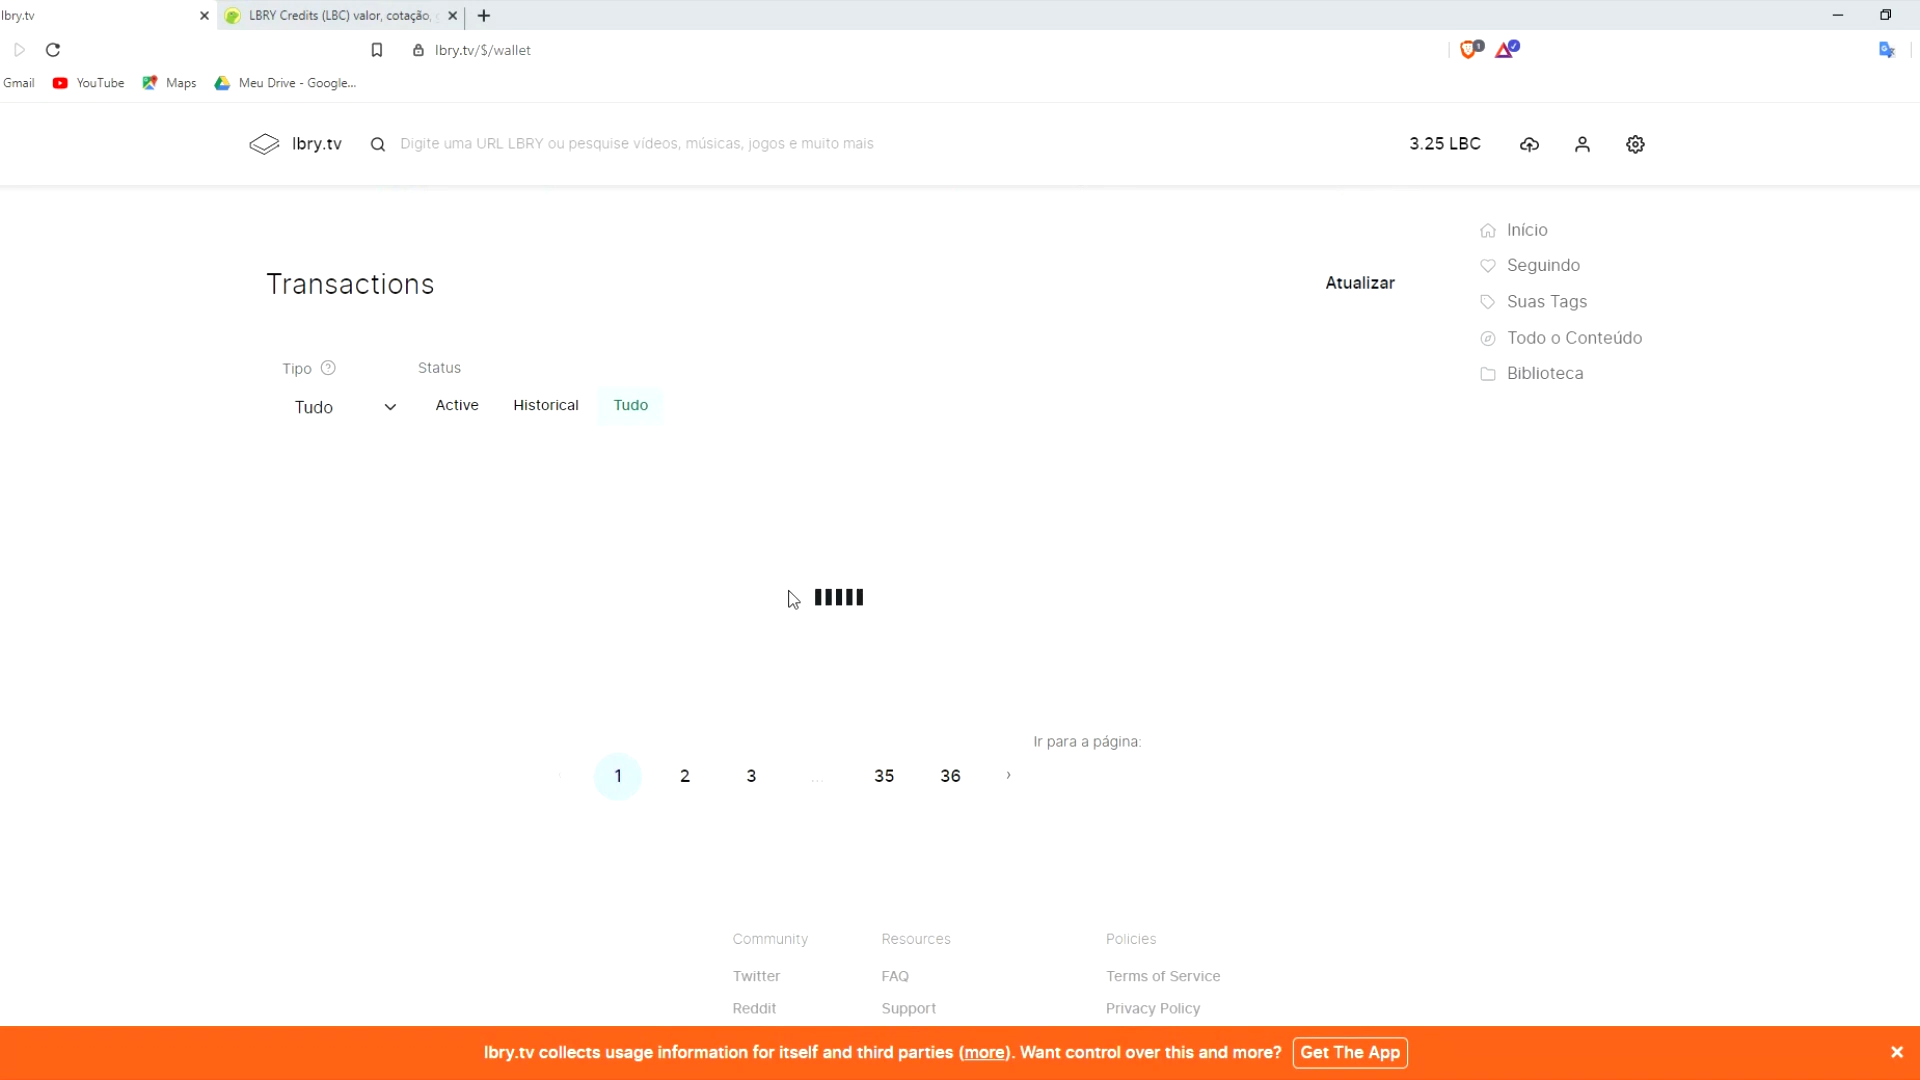 lbry.tv
LBRY Credits (LBC) valor, cotação,
lbry.tv/$/wallet
Gmail YouTube Maps Meu Drive - Google...
lbry.tv
Digite uma URL LBRY ou pesquise vídeos, músicas, jogos e muito mais
3.25 LBC
Início
Seguindo
Suas Tags
Todo o Conteúdo
Biblioteca
Transactions
Atualizar
Tipo Status
Tudo Active Historical Tudo
Ir para a página:
1 2 3 ... 35 36 ›
Community Resources Policies
Twitter FAQ Terms of Service
Reddit Support Privacy Policy
lbry.tv collects usage information for itself and third parties (more). Want control over this and more? Get The App